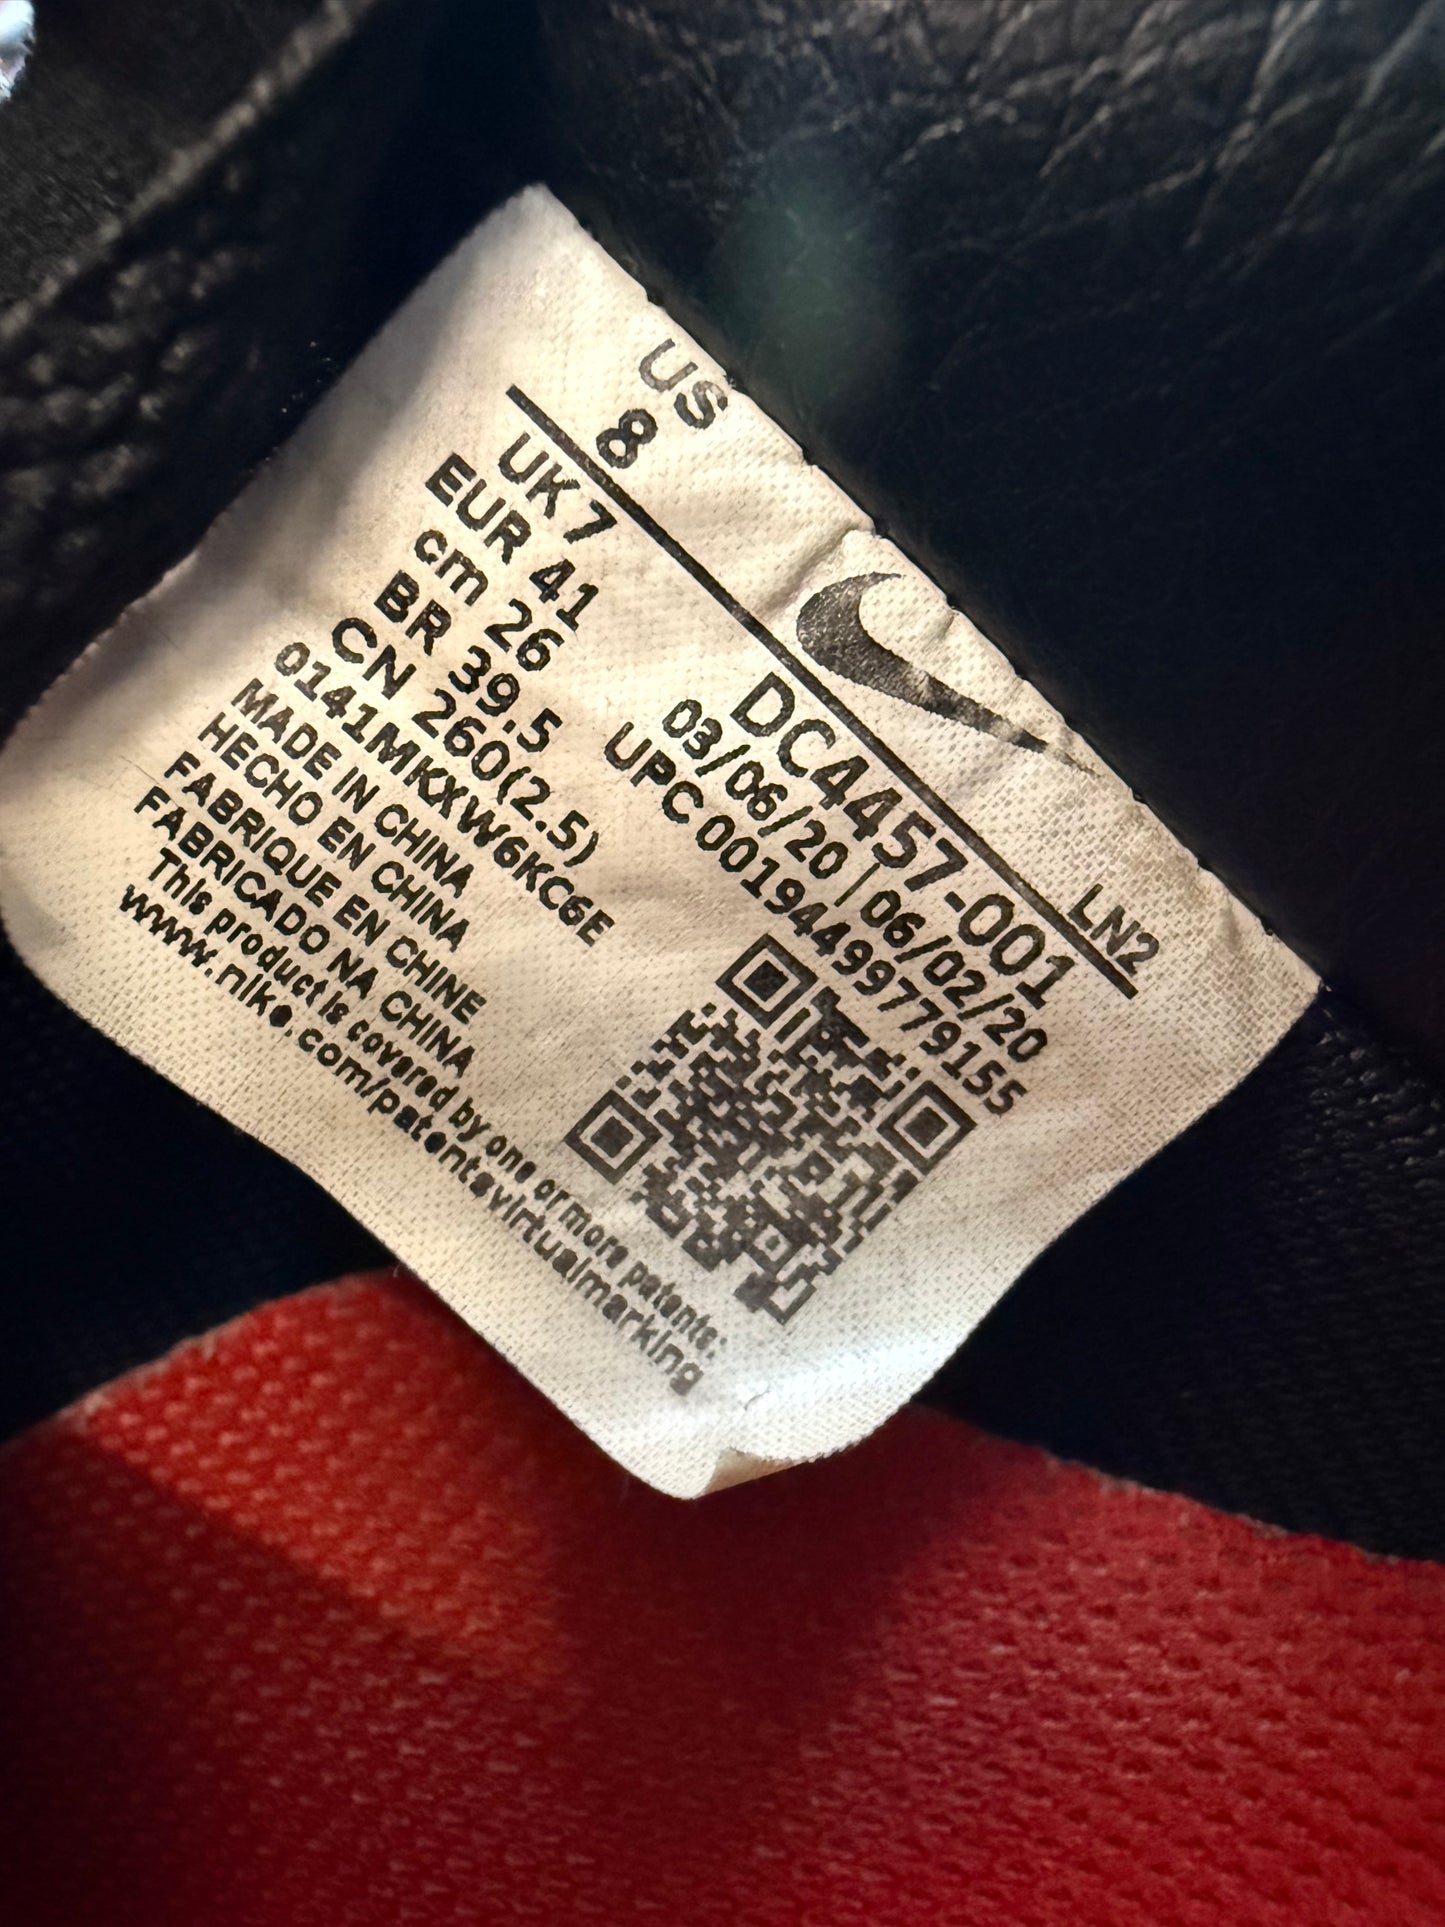 US
8
LN2
UK 7
EUR 41
cm 26
BR 39.5
CN 260(2.5)
0141MKXW6KC6E
MADE IN CHINA
HECHO EN CHINA
FABRIQUE EN CHINE
FABRICADO NA CHINA
This product is covered by one or more patents:
www.nike.com/patentsvirtualmarking
DC4457-001
03/06/20 | 06/02/20
UPC 00194499779155